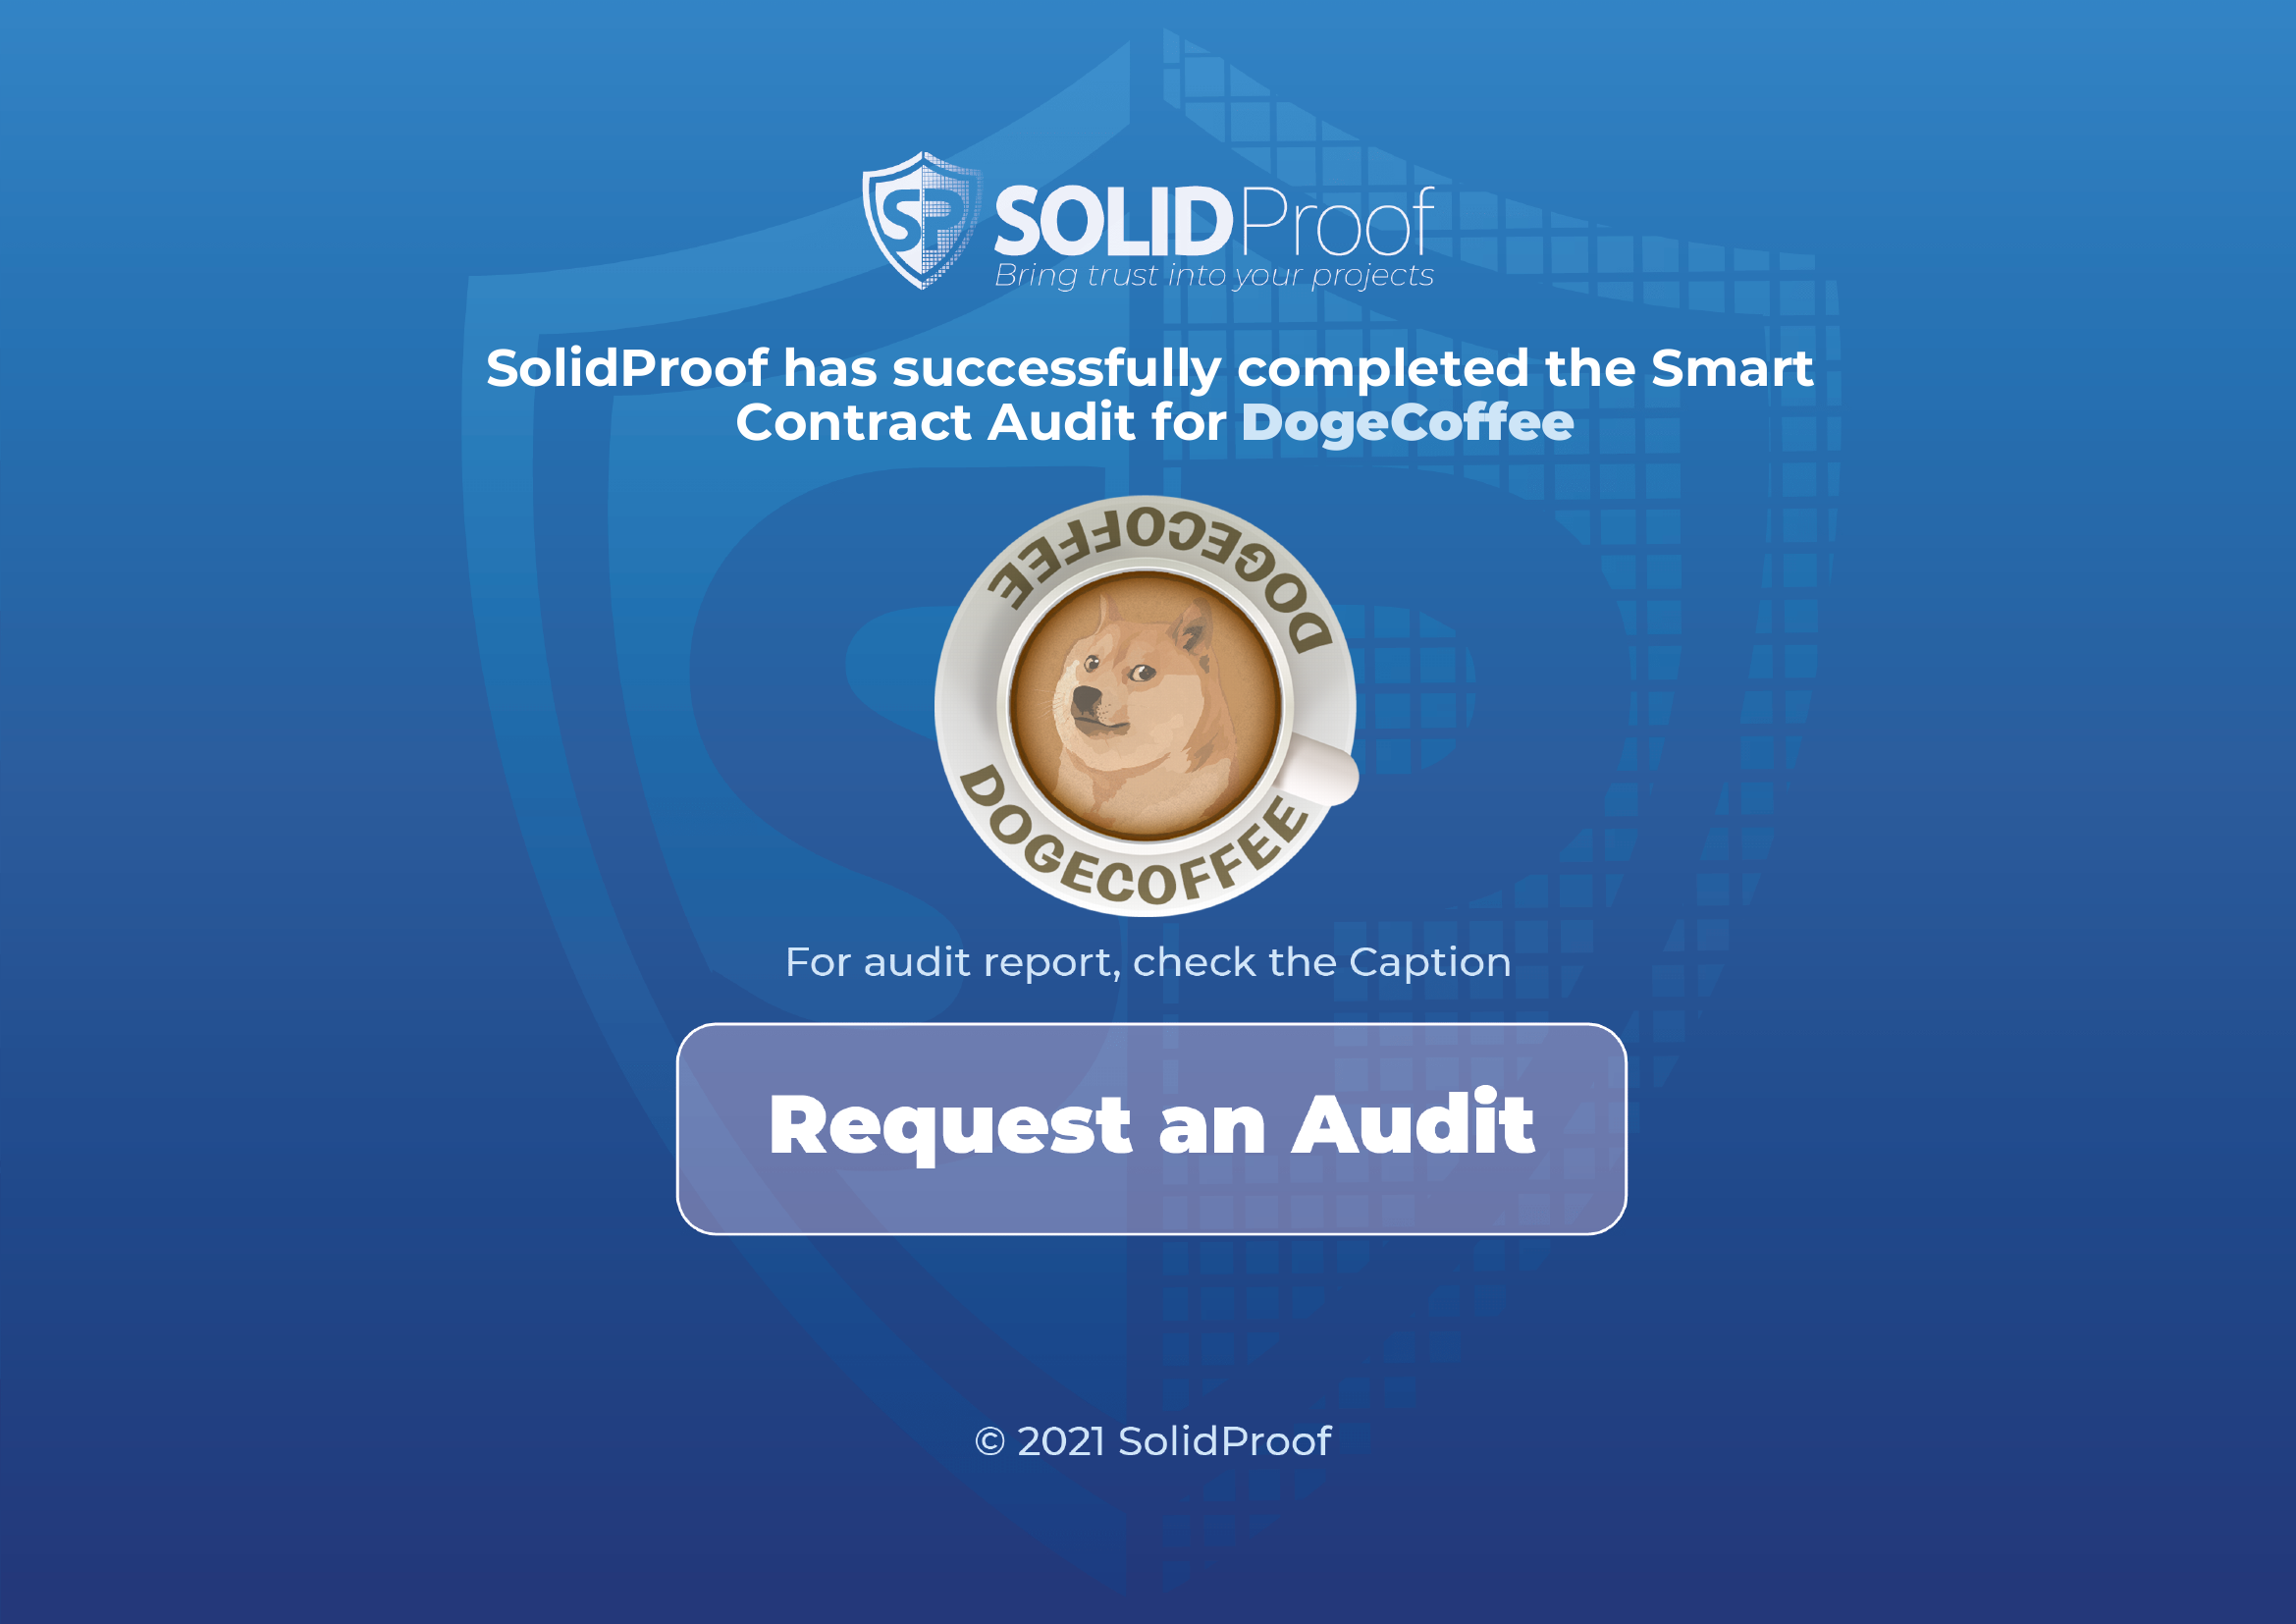 SP SOLIDProof
Bring trust into your projects
SolidProof has successfully completed the Smart
Contract Audit for DogeCoffee
DOGECOFFEE
DOGECOFFEE
For audit report, check the Caption
Request an Audit
© 2021 SolidProof